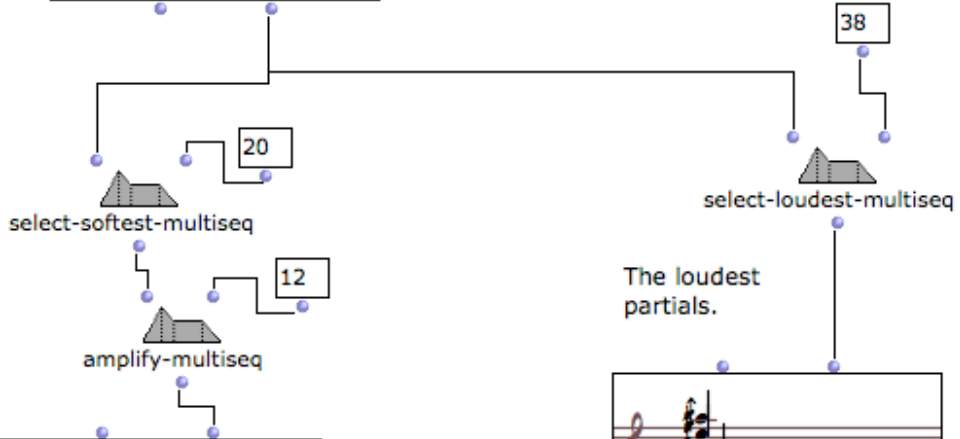 38
20
select-softest-multiseq
select-loudest-multiseq
12
The loudest
partials.
amplify-multiseq